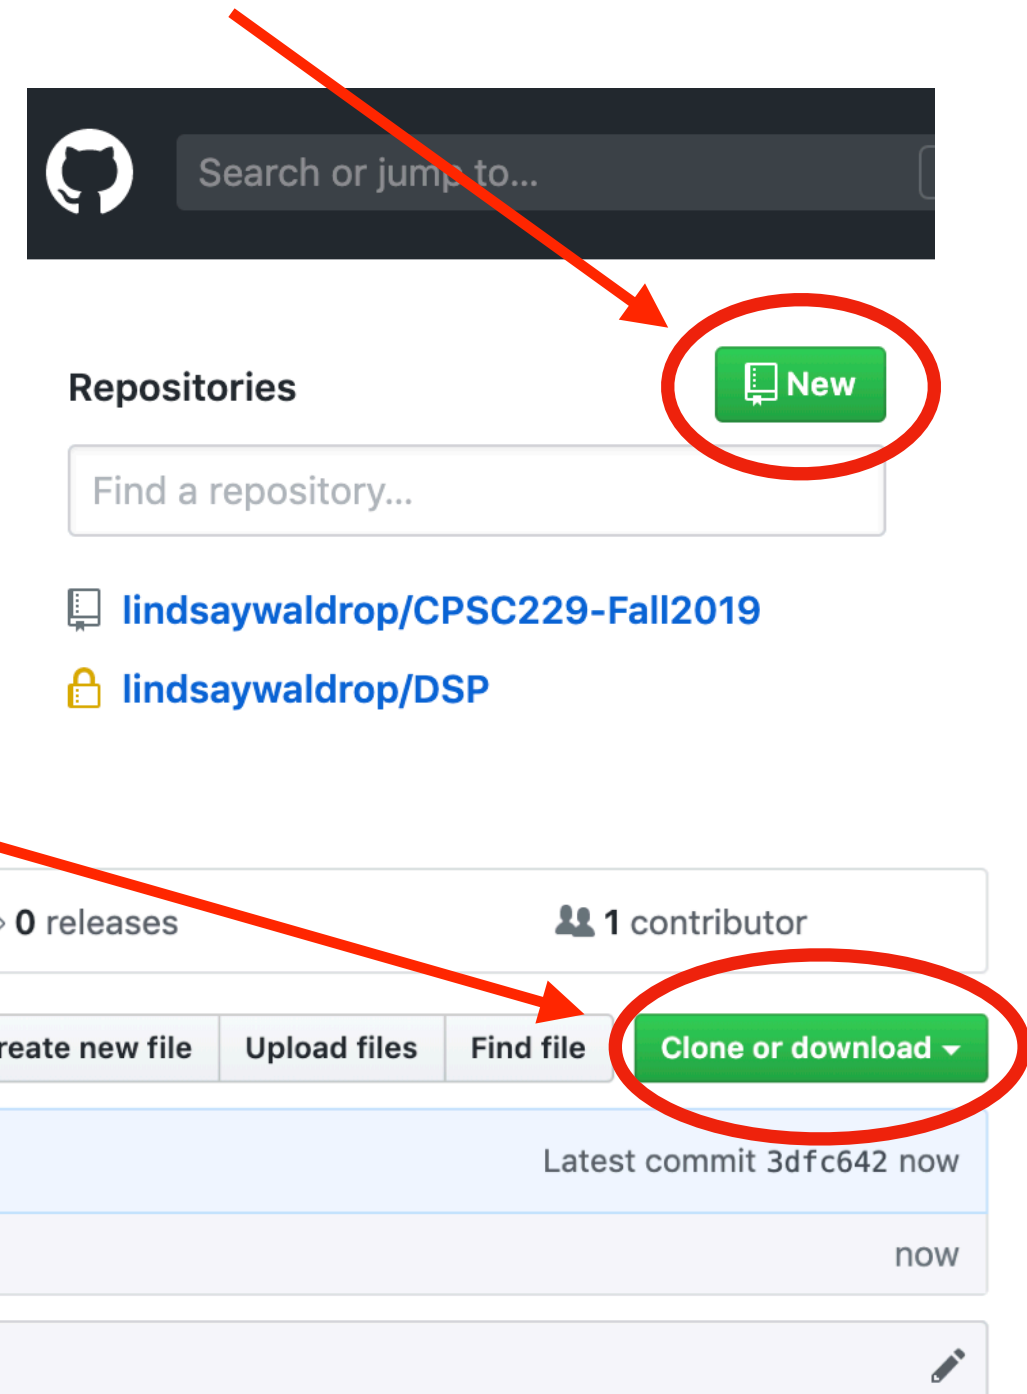 Search or jump to...
Repositories
New
Find a repository...
lindsaywaldrop/CPSC229-Fall2019
lindsaywaldrop/DSP
0 releases
1 contributor
reate new file
Upload files
Find file
Clone or download
Latest commit 3dfc642 now
now